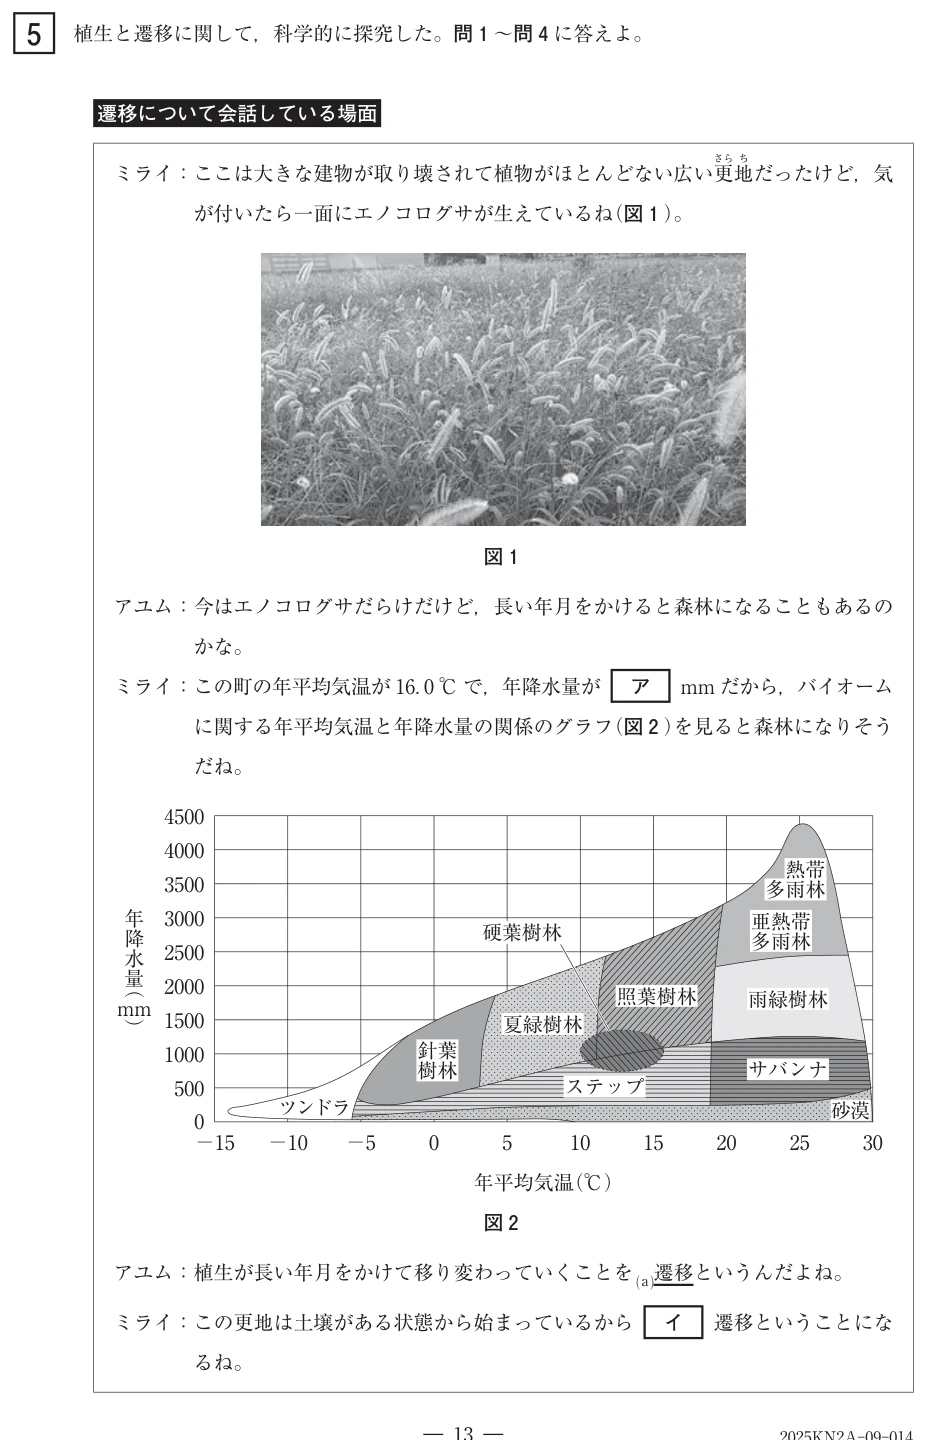 5 植生と遷移に関して，科学的に探究した。問1～問4に答えよ。
遷移について会話している場面
さら ち
ミライ：ここは大きな建物が取り壊されて植物がほとんどない広い更地だったけど，気
が付いたら一面にエノコログサが生えているね(図1)。
図1
アユム：今はエノコログサだらけだけど，長い年月をかけると森林になることもあるの
かな。
ミライ：この町の年平均気温が16.0℃で，年降水量が ア mmだから，バイオーム
に関する年平均気温と年降水量の関係のグラフ(図2)を見ると森林になりそう
だね。
年降水量(mm)
4500
4000
3500
3000
2500
2000
1500
1000
500
0
熱帯
多雨林
亜熱帯
多雨林
硬葉樹林
照葉樹林
雨緑樹林
夏緑樹林
針葉
樹林
サバンナ
ステップ
ツンドラ
砂漠
－15 －10 －5 0 5 10 15 20 25 30
年平均気温(℃)
図2
アユム：植生が長い年月をかけて移り変わっていくことを(a)遷移というんだよね。
ミライ：この更地は土壌がある状態から始まっているから イ 遷移ということにな
るね。
— 13 —
2025KN2A-09-014